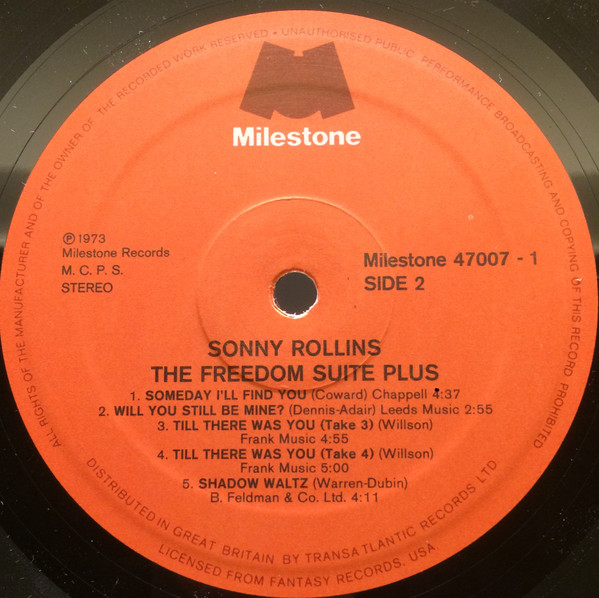 ALL RIGHTS OF THE MANUFACTURER AND OF THE OWNER OF THE RECORDED WORK RESERVED • UNAUTHORISED PUBLIC PERFORMANCE BROADCASTING AND COPYING OF THIS RECORD PROHIBITED
Milestone
℗ 1973
Milestone Records
M. C. P. S.
STEREO
Milestone 47007 - 1
SIDE 2
SONNY ROLLINS
THE FREEDOM SUITE PLUS
1. SOMEDAY I'LL FIND YOU (Coward) Chappell 4:37
2. WILL YOU STILL BE MINE? (Dennis-Adair) Leeds Music 2:55
3. TILL THERE WAS YOU (Take 3) (Willson)
Frank Music 4:55
4. TILL THERE WAS YOU (Take 4) (Willson)
Frank Music 5:00
5. SHADOW WALTZ (Warren-Dubin)
B. Feldman & Co. Ltd. 4:11
DISTRIBUTED IN GREAT BRITAIN BY TRANSATLANTIC RECORDS LTD
LICENSED FROM FANTASY RECORDS, USA